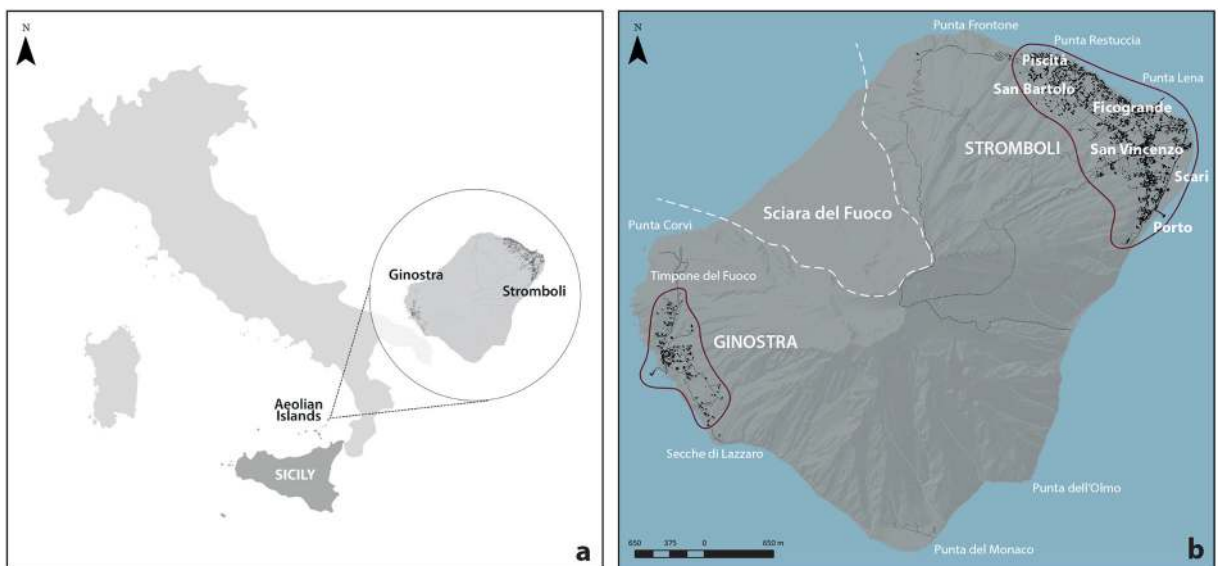 N
Ginostra
Stromboli
Aeolian
Islands
SICILY
a
N
Punta Frontone
Punta Restuccia
Piscità
Punta Lena
San Bartolo
Ficogrande
STROMBOLI
San Vincenzo
Scari
Sciara del Fuoco
Punta Corvi
Porto
Timpone del Fuoco
GINOSTRA
Secche di Lazzaro
Punta dell'Olmo
650 375 0 650 m
Punta del Monaco
b